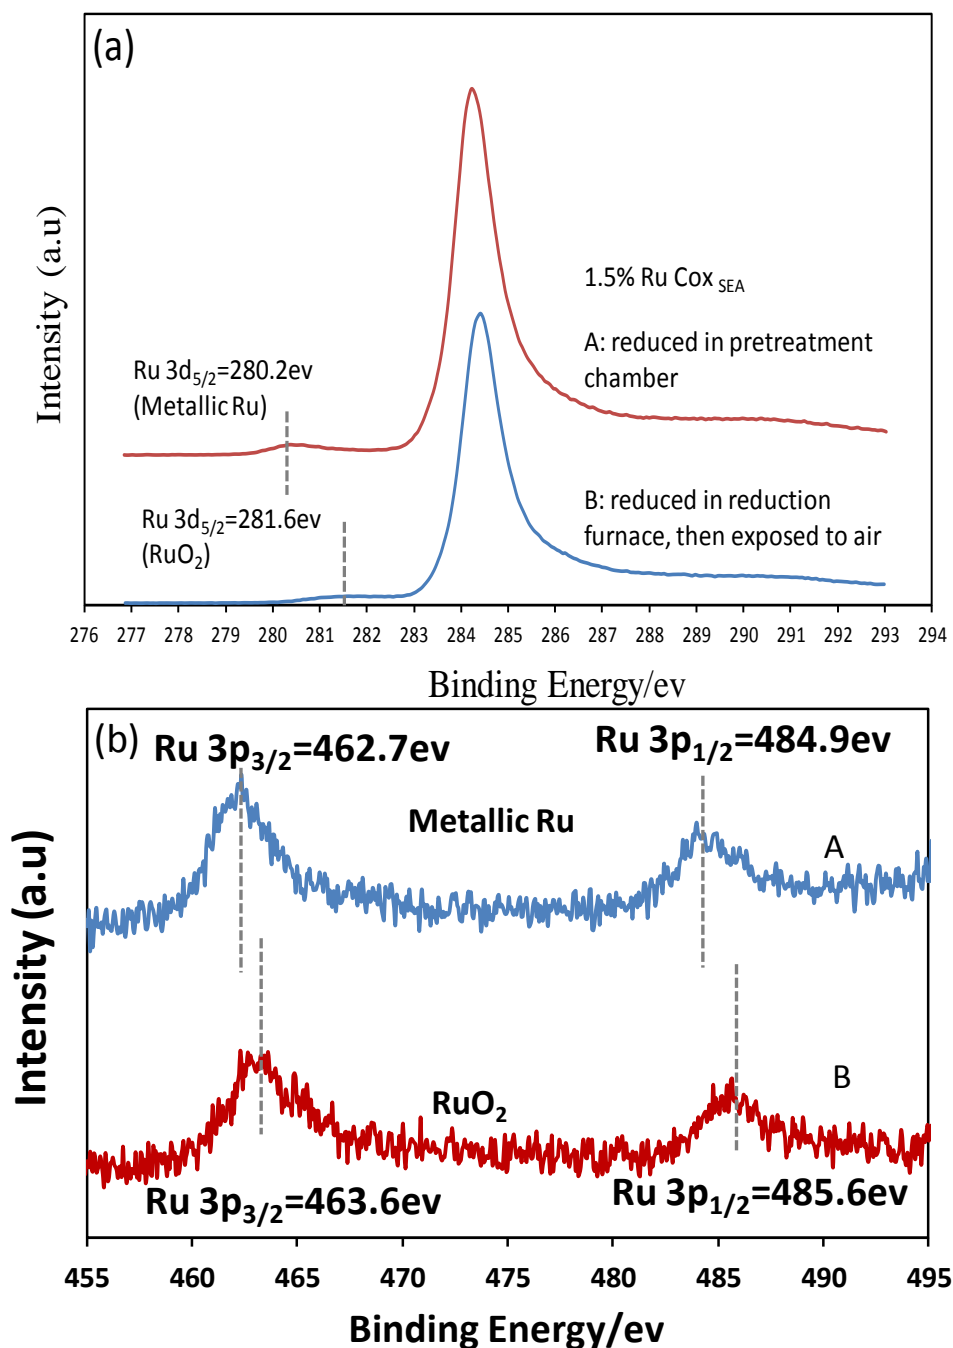 (a)
Intensity (a.u)
1.5% Ru Cox SEA
A: reduced in pretreatment
chamber
Ru 3d5/2=280.2ev
(Metallic Ru)
B: reduced in reduction
furnace, then exposed to air
Ru 3d5/2=281.6ev
(RuO2)
276 277 278 279 280 281 282 283 284 285 286 287 288 289 290 291 292 293 294
Binding Energy/ev
(b)
Ru 3p3/2=462.7ev
Ru 3p1/2=484.9ev
Metallic Ru
A
Intensity (a.u)
RuO2
B
Ru 3p3/2=463.6ev
Ru 3p1/2=485.6ev
455 460 465 470 475 480 485 490 495
Binding Energy/ev